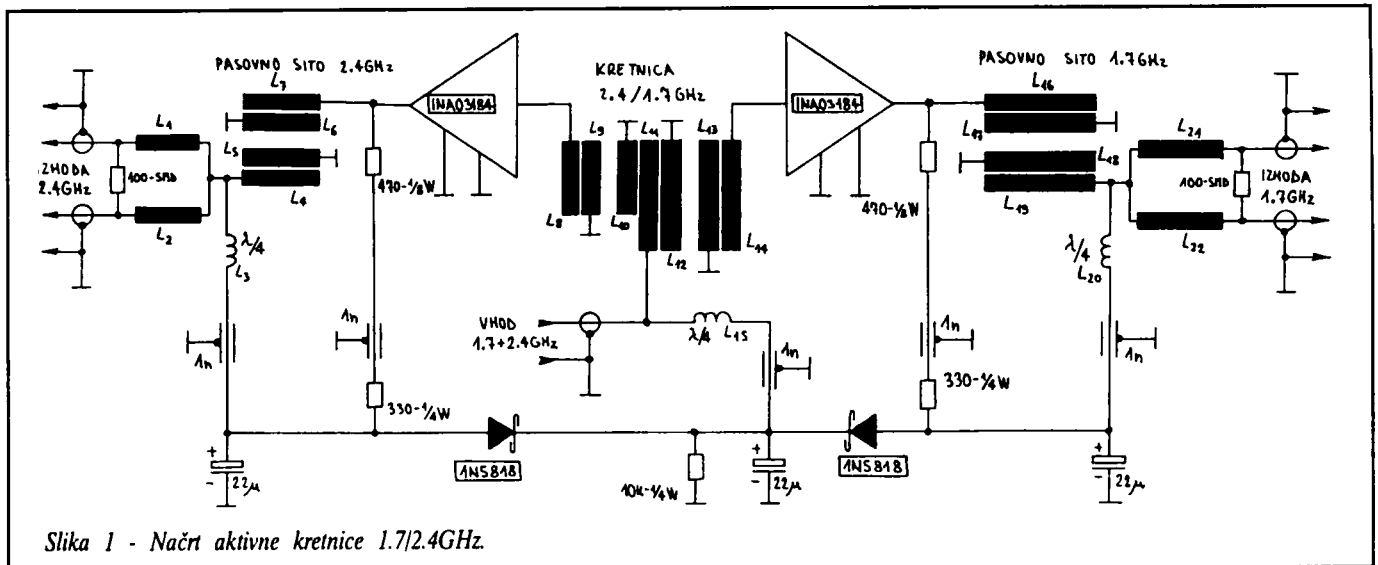 PASOVNO SITO 2.4GHz
L7
L6
L5
L4
L1
L2
IZHODA
2.4GHz
100-SMD
λ/4
L3
1n
+
-
22μ
470-1/8W
1n
330-1/4W
INA03184
KRETNICA
2.4/1.7GHz
L8
L9
L10
L11
L12
L13
L14
VHOD
1.7+2.4GHz
λ/4
L15
1n
1N5818
10K-1/4W
+
-
22μ
1N5818
INA03184
470-1/8W
1n
330-1/4W
PASOVNO SITO 1.7GHz
L16
L17
L18
L19
λ/4
L20
1n
+
-
22μ
L21
L22
100-SMD
IZHODA
1.7GHz
Slika 1 - Načrt aktivne kretnice 1.7/2.4GHz.